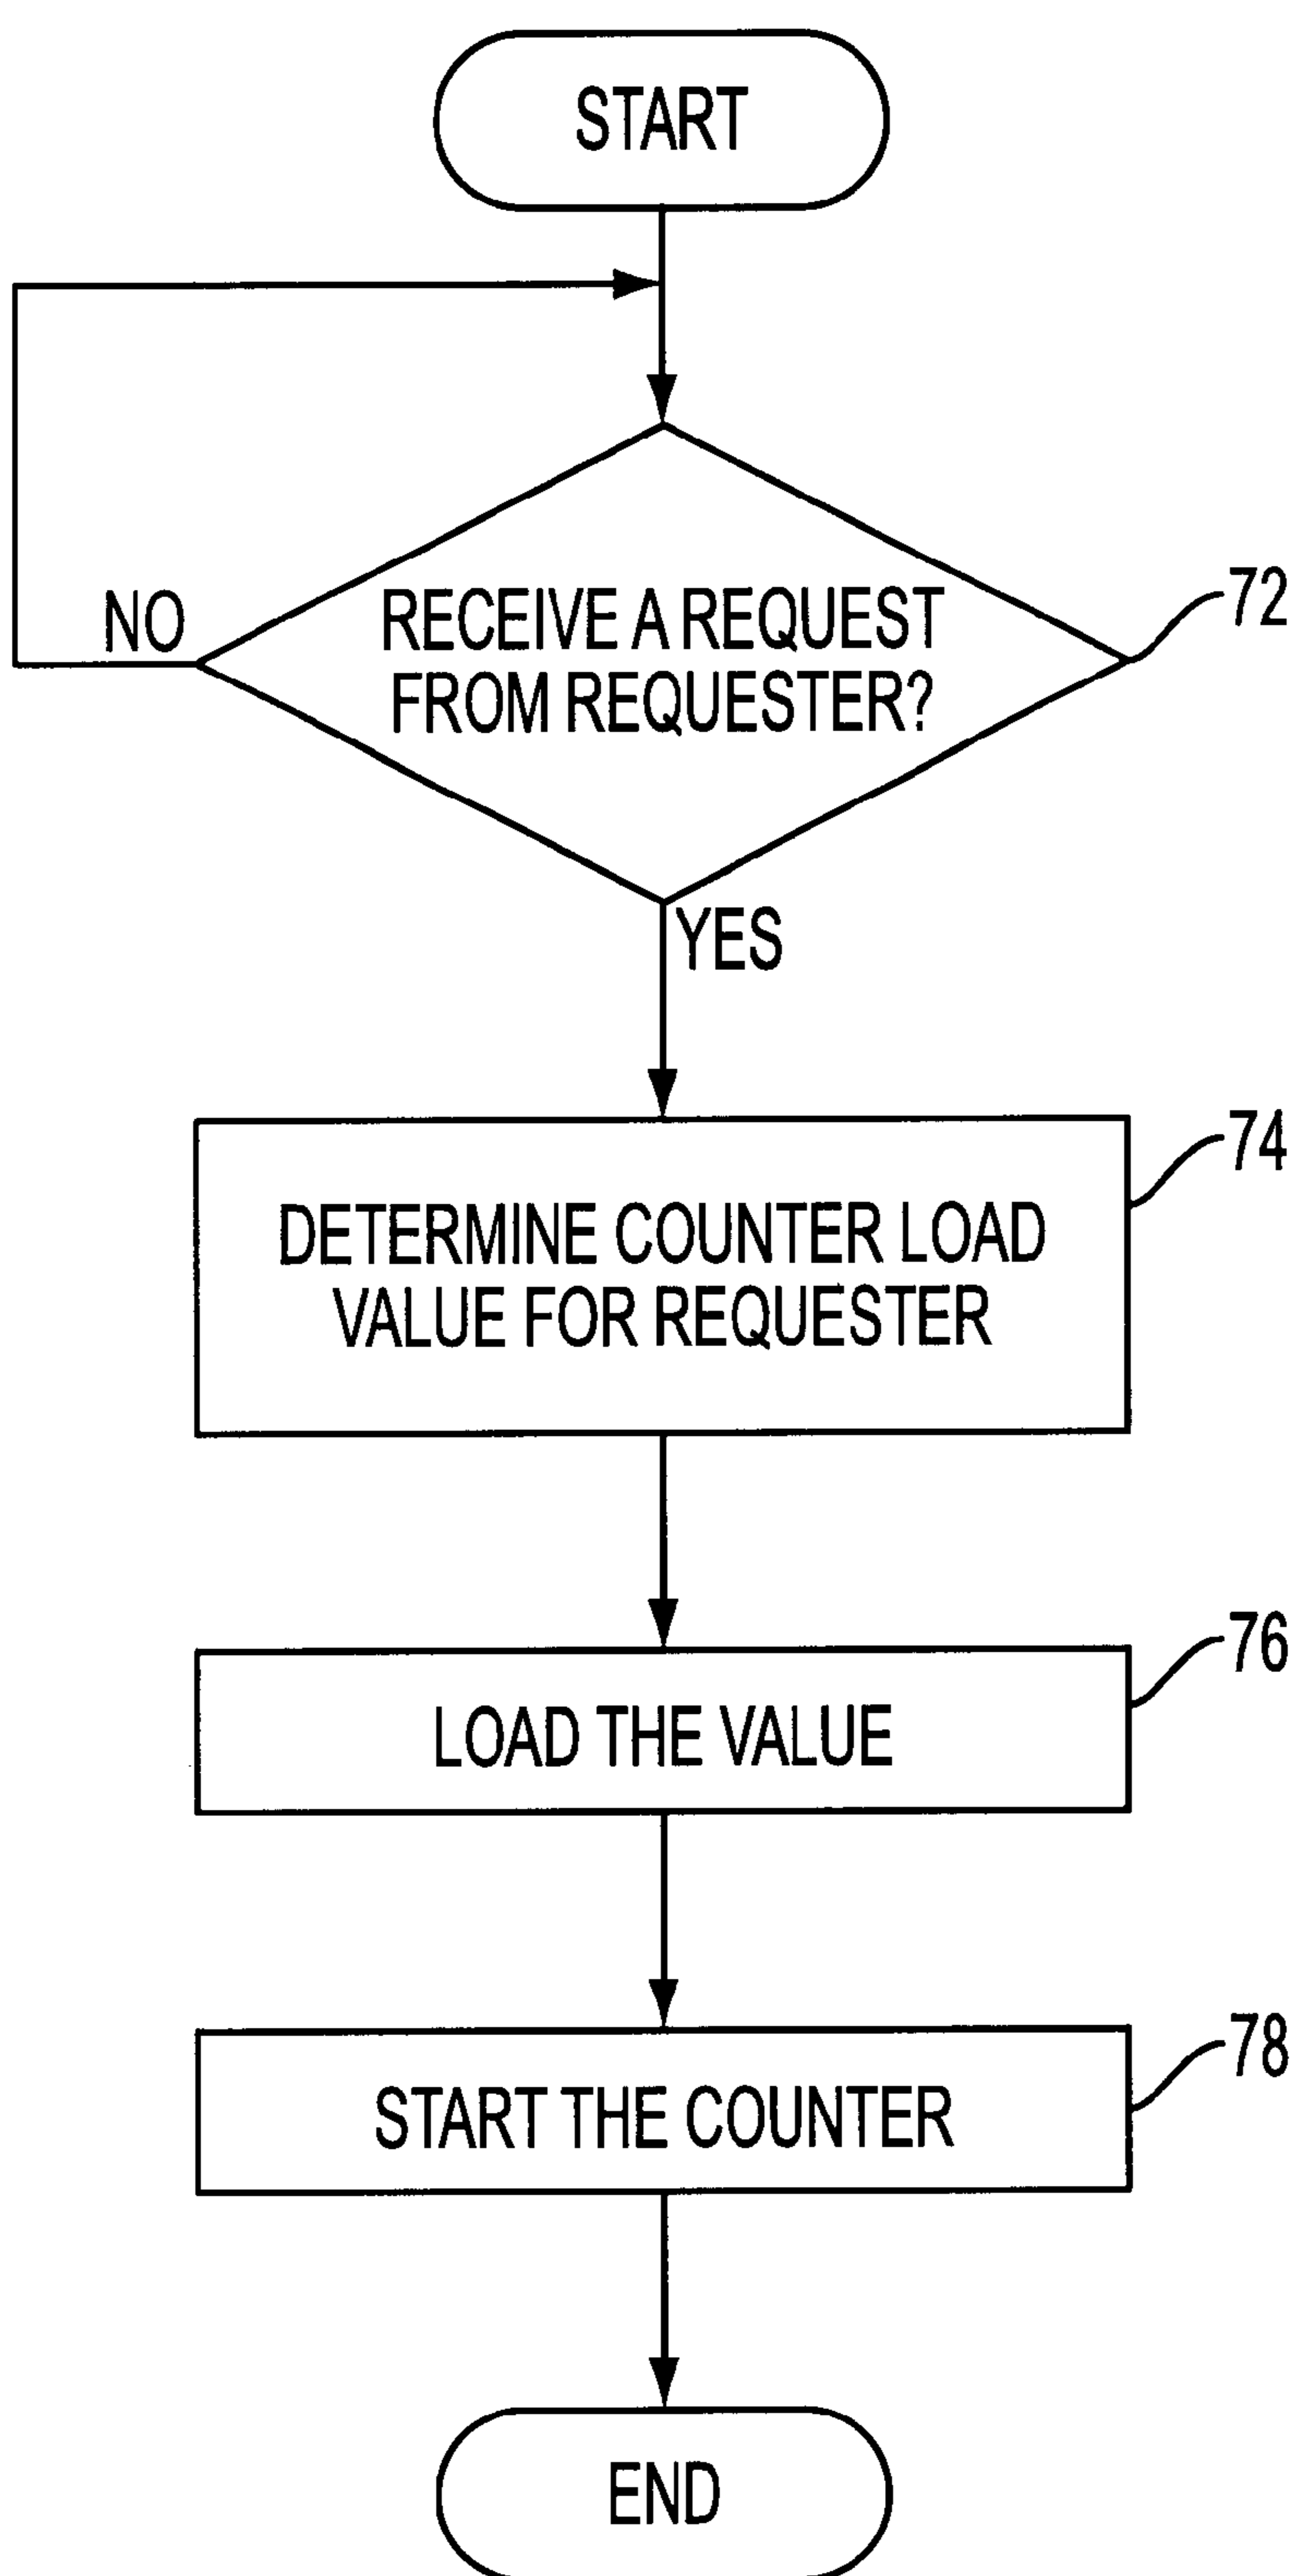 START
RECEIVE A REQUEST
FROM REQUESTER?
72
NO
YES
DETERMINE COUNTER LOAD
VALUE FOR REQUESTER
74
LOAD THE VALUE
76
START THE COUNTER
78
END